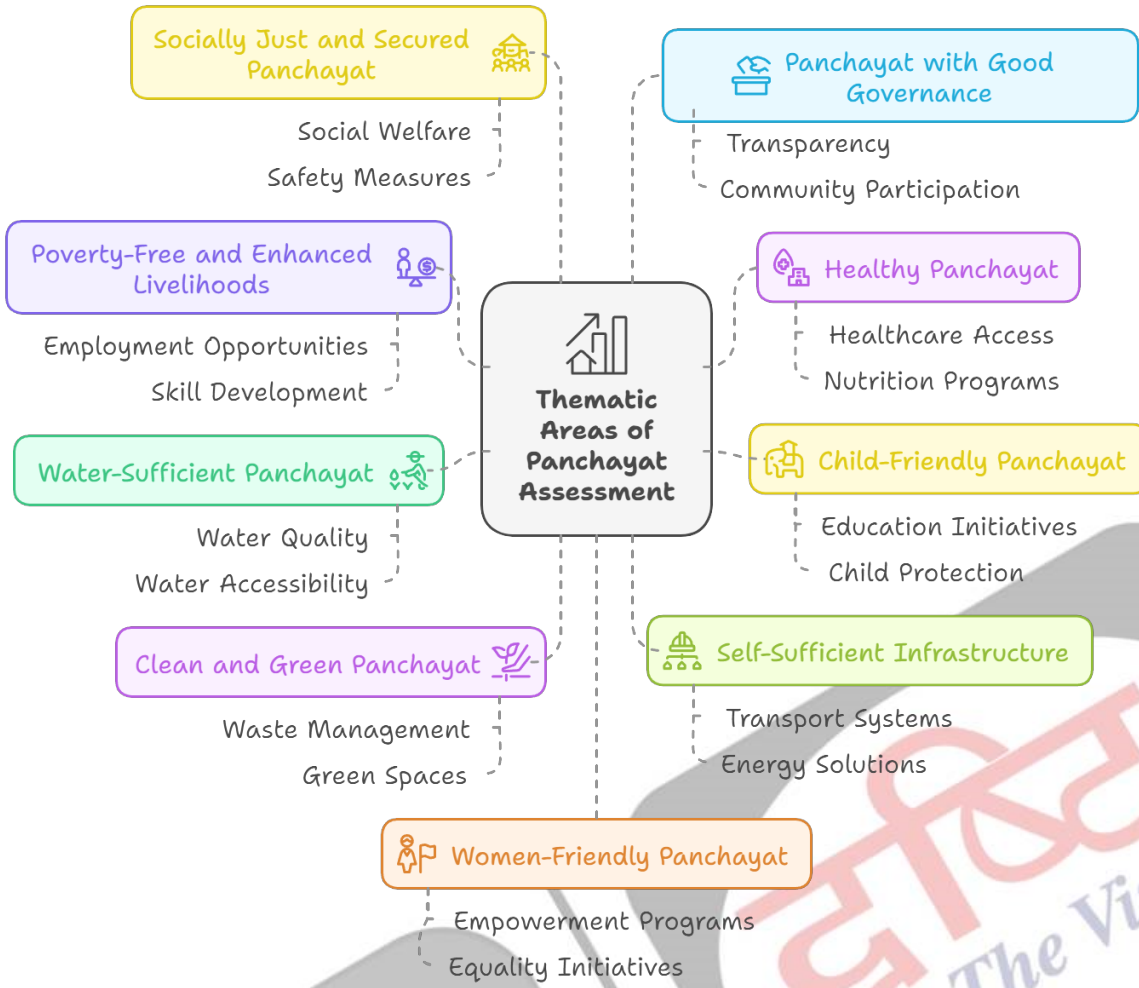 Socially Just and Secured
Panchayat
Social Welfare
Safety Measures
Panchayat with Good
Governance
Transparency
Community Participation
Poverty-Free and Enhanced
Livelihoods
Employment Opportunities
Skill Development
Healthy Panchayat
Healthcare Access
Nutrition Programs
Thematic
Areas of
Panchayat
Assessment
Water-Sufficient Panchayat
Water Quality
Water Accessibility
Child-Friendly Panchayat
Education Initiatives
Child Protection
Clean and Green Panchayat
Waste Management
Green Spaces
Self-Sufficient Infrastructure
Transport Systems
Energy Solutions
Women-Friendly Panchayat
Empowerment Programs
Equality Initiatives
The